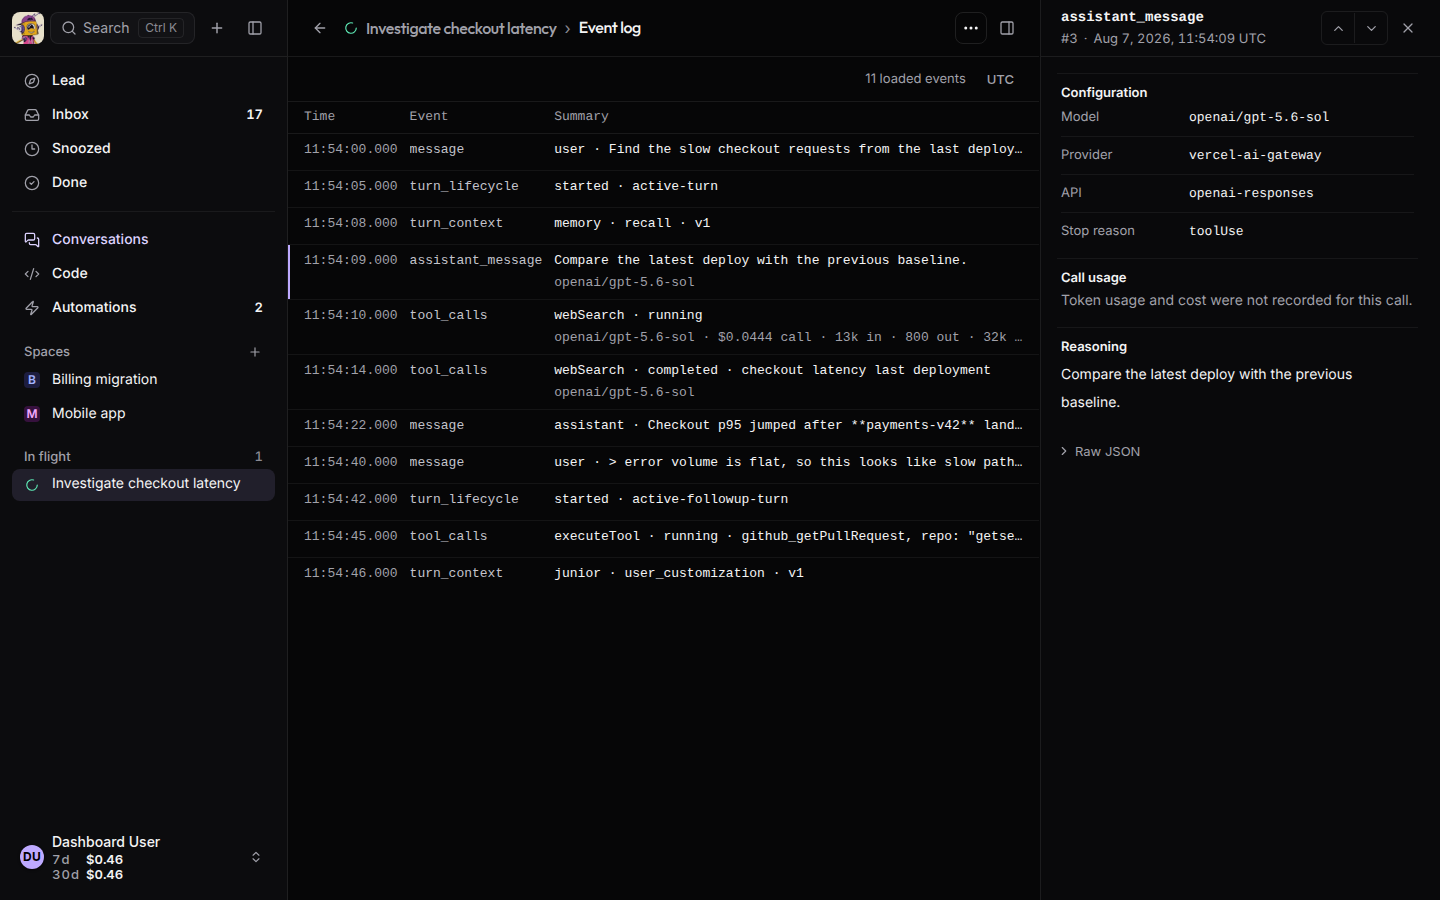 Search Ctrl K
Lead
Inbox 17
Snoozed
Done
Conversations
Code
Automations 2
Spaces
B Billing migration
M Mobile app
In flight 1
Investigate checkout latency
DU Dashboard User
7d $0.46
30d $0.46
Investigate checkout latency › Event log
11 loaded events UTC
Time Event Summary
11:54:00.000 message user · Find the slow checkout requests from the last deploy…
11:54:05.000 turn_lifecycle started · active-turn
11:54:08.000 turn_context memory · recall · v1
11:54:09.000 assistant_message Compare the latest deploy with the previous baseline.
openai/gpt-5.6-sol
11:54:10.000 tool_calls webSearch · running
openai/gpt-5.6-sol · $0.0444 call · 13k in · 800 out · 32k …
11:54:14.000 tool_calls webSearch · completed · checkout latency last deployment
openai/gpt-5.6-sol
11:54:22.000 message assistant · Checkout p95 jumped after **payments-v42** land…
11:54:40.000 message user · > error volume is flat, so this looks like slow path…
11:54:42.000 turn_lifecycle started · active-followup-turn
11:54:45.000 tool_calls executeTool · running · github_getPullRequest, repo: "getse…
11:54:46.000 turn_context junior · user_customization · v1
assistant_message
#3 · Aug 7, 2026, 11:54:09 UTC
Configuration
Model openai/gpt-5.6-sol
Provider vercel-ai-gateway
API openai-responses
Stop reason toolUse
Call usage
Token usage and cost were not recorded for this call.
Reasoning
Compare the latest deploy with the previous
baseline.
Raw JSON